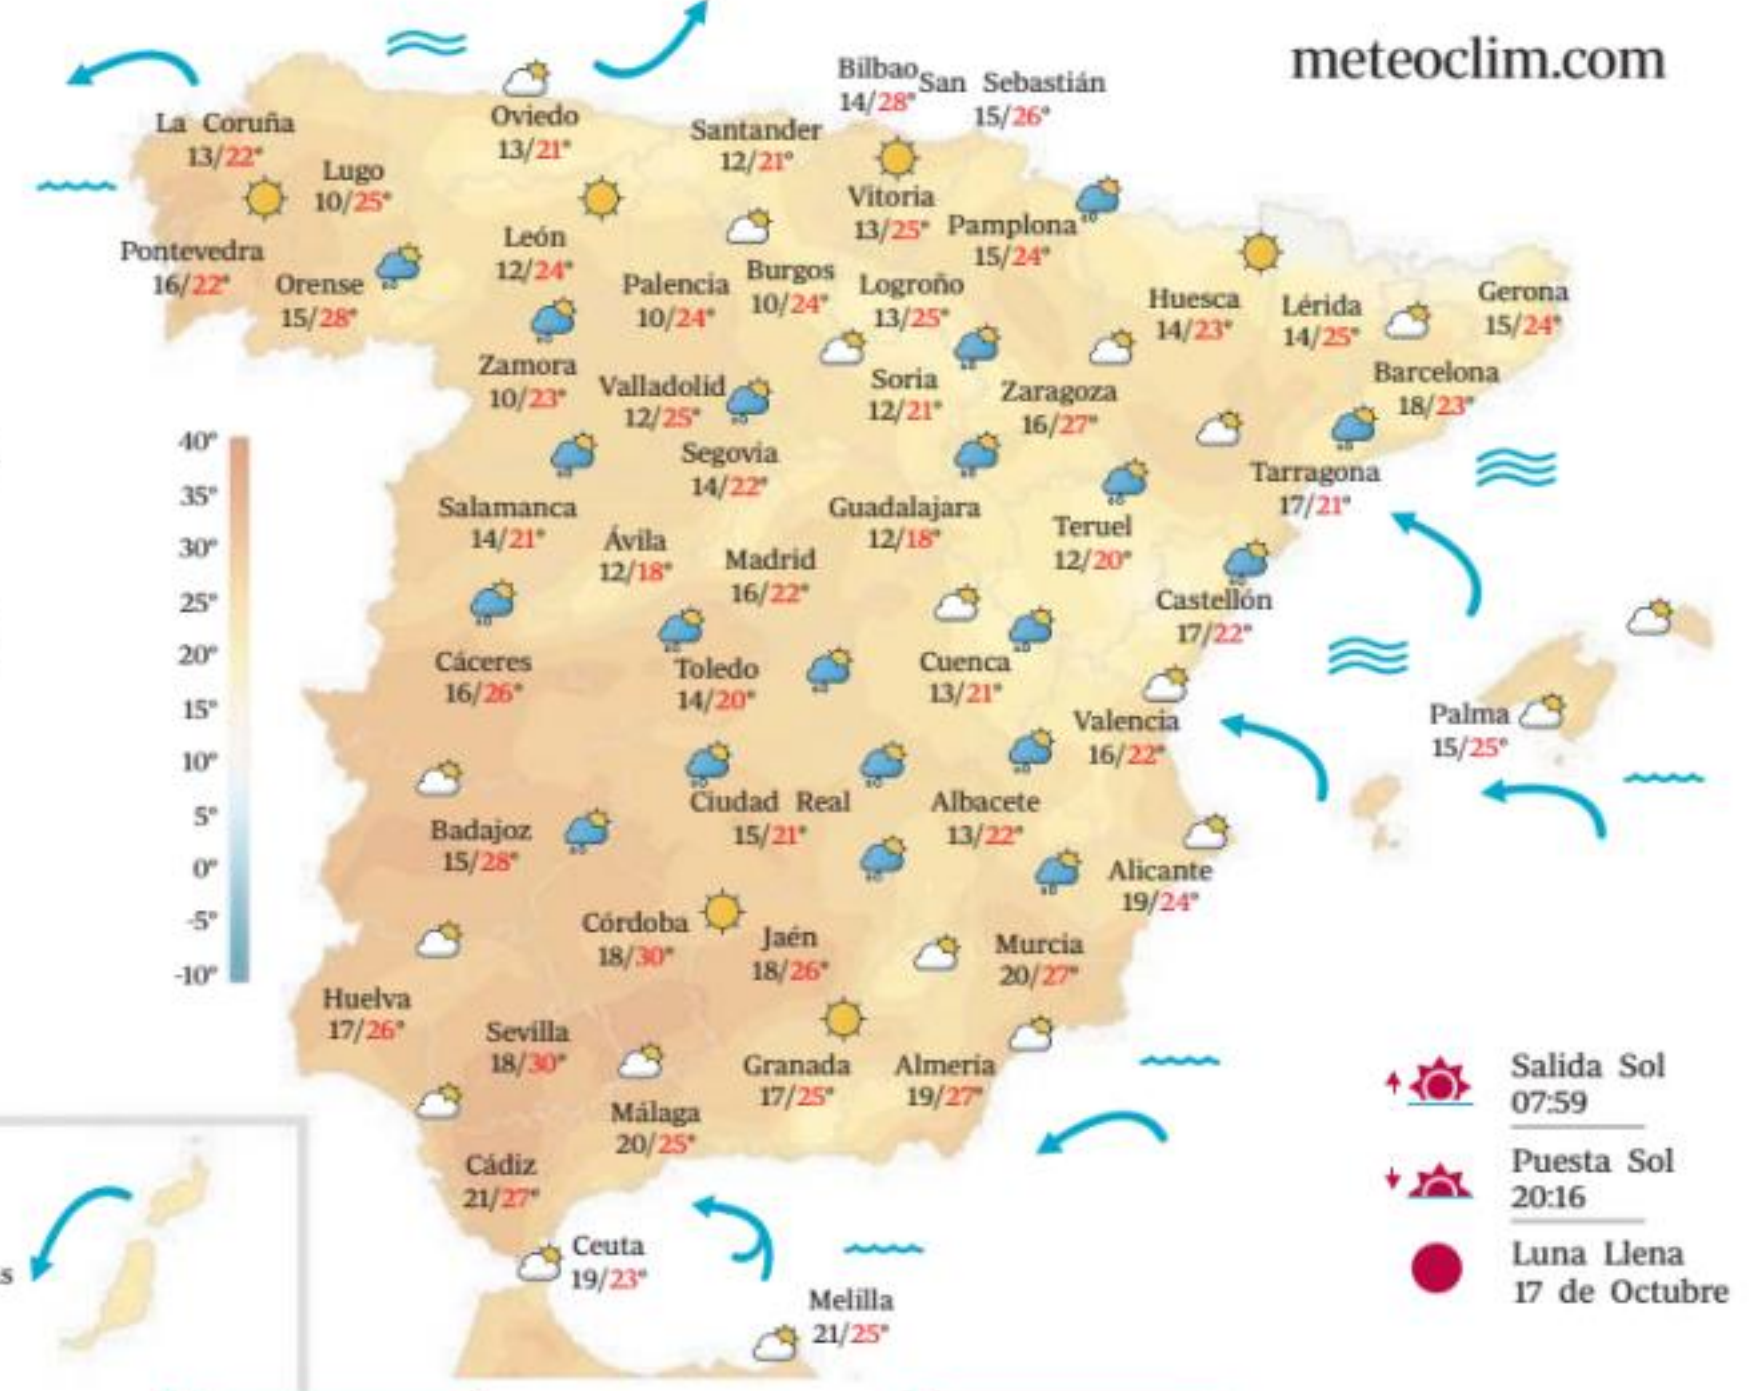 meteoclim.com
Bilbao
14/28°
San Sebastián
15/26°
La Coruña
13/22°
Oviedo
13/21°
Santander
12/21°
Lugo
10/25°
Vitoria
13/25°
Pamplona
15/24°
Pontevedra
16/22°
Orense
15/28°
León
12/24°
Palencia
10/24°
Burgos
10/24°
Logroño
13/25°
Huesca
14/23°
Lérida
14/25°
Gerona
15/24°
Zamora
10/23°
Valladolid
12/25°
Soria
12/21°
Zaragoza
16/27°
Barcelona
18/23°
Segovia
14/22°
Tarragona
17/21°
Salamanca
14/21°
Ávila
12/18°
Madrid
16/22°
Guadalajara
12/18°
Teruel
12/20°
Castellón
17/22°
Cáceres
16/26°
Toledo
14/20°
Cuenca
13/21°
Valencia
16/22°
Palma
15/25°
Badajoz
15/28°
Ciudad Real
15/21°
Albacete
13/22°
Alicante
19/24°
Córdoba
18/30°
Jaén
18/26°
Murcia
20/27°
Huelva
17/26°
Sevilla
18/30°
Granada
17/25°
Almería
19/27°
Málaga
20/25°
Cádiz
21/27°
Ceuta
19/23°
Melilla
21/25°
40°
35°
30°
25°
20°
15°
10°
5°
0°
-5°
-10°
Salida Sol
07:59
Puesta Sol
20:16
Luna Llena
17 de Octubre